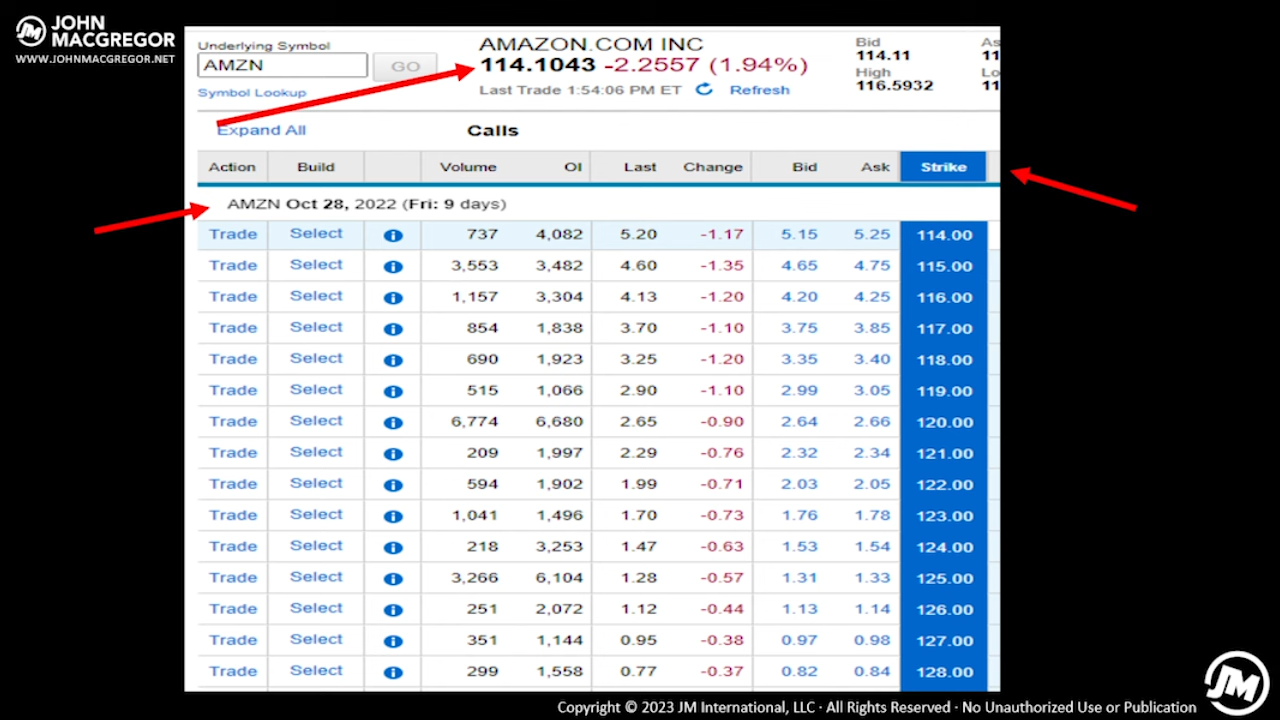 JM JOHN MACGREGOR
WWW.JOHNMACGREGOR.NET
Underlying Symbol
AMZN GO
Symbol Lookup
AMAZON.COM INC
114.1043 -2.2557 (1.94%)
Last Trade 1:54:06 PM ET Refresh
Bid
114.11
High
116.5932
Expand All Calls
Action Build Volume OI Last Change Bid Ask Strike
AMZN Oct 28, 2022 (Fri: 9 days)
Trade Select i 737 4,082 5.20 -1.17 5.15 5.25 114.00
Trade Select i 3,553 3,482 4.60 -1.35 4.65 4.75 115.00
Trade Select i 1,157 3,304 4.13 -1.20 4.20 4.25 116.00
Trade Select i 854 1,838 3.70 -1.10 3.75 3.85 117.00
Trade Select i 690 1,923 3.25 -1.20 3.35 3.40 118.00
Trade Select i 515 1,066 2.90 -1.10 2.99 3.05 119.00
Trade Select i 6,774 6,680 2.65 -0.90 2.64 2.66 120.00
Trade Select i 209 1,997 2.29 -0.76 2.32 2.34 121.00
Trade Select i 594 1,902 1.99 -0.71 2.03 2.05 122.00
Trade Select i 1,041 1,496 1.70 -0.73 1.76 1.78 123.00
Trade Select i 218 3,253 1.47 -0.63 1.53 1.54 124.00
Trade Select i 3,266 6,104 1.28 -0.57 1.31 1.33 125.00
Trade Select i 251 2,072 1.12 -0.44 1.13 1.14 126.00
Trade Select i 351 1,144 0.95 -0.38 0.97 0.98 127.00
Trade Select i 299 1,558 0.77 -0.37 0.82 0.84 128.00
JM
Copyright © 2023 JM International, LLC · All Rights Reserved · No Unauthorized Use or Publication